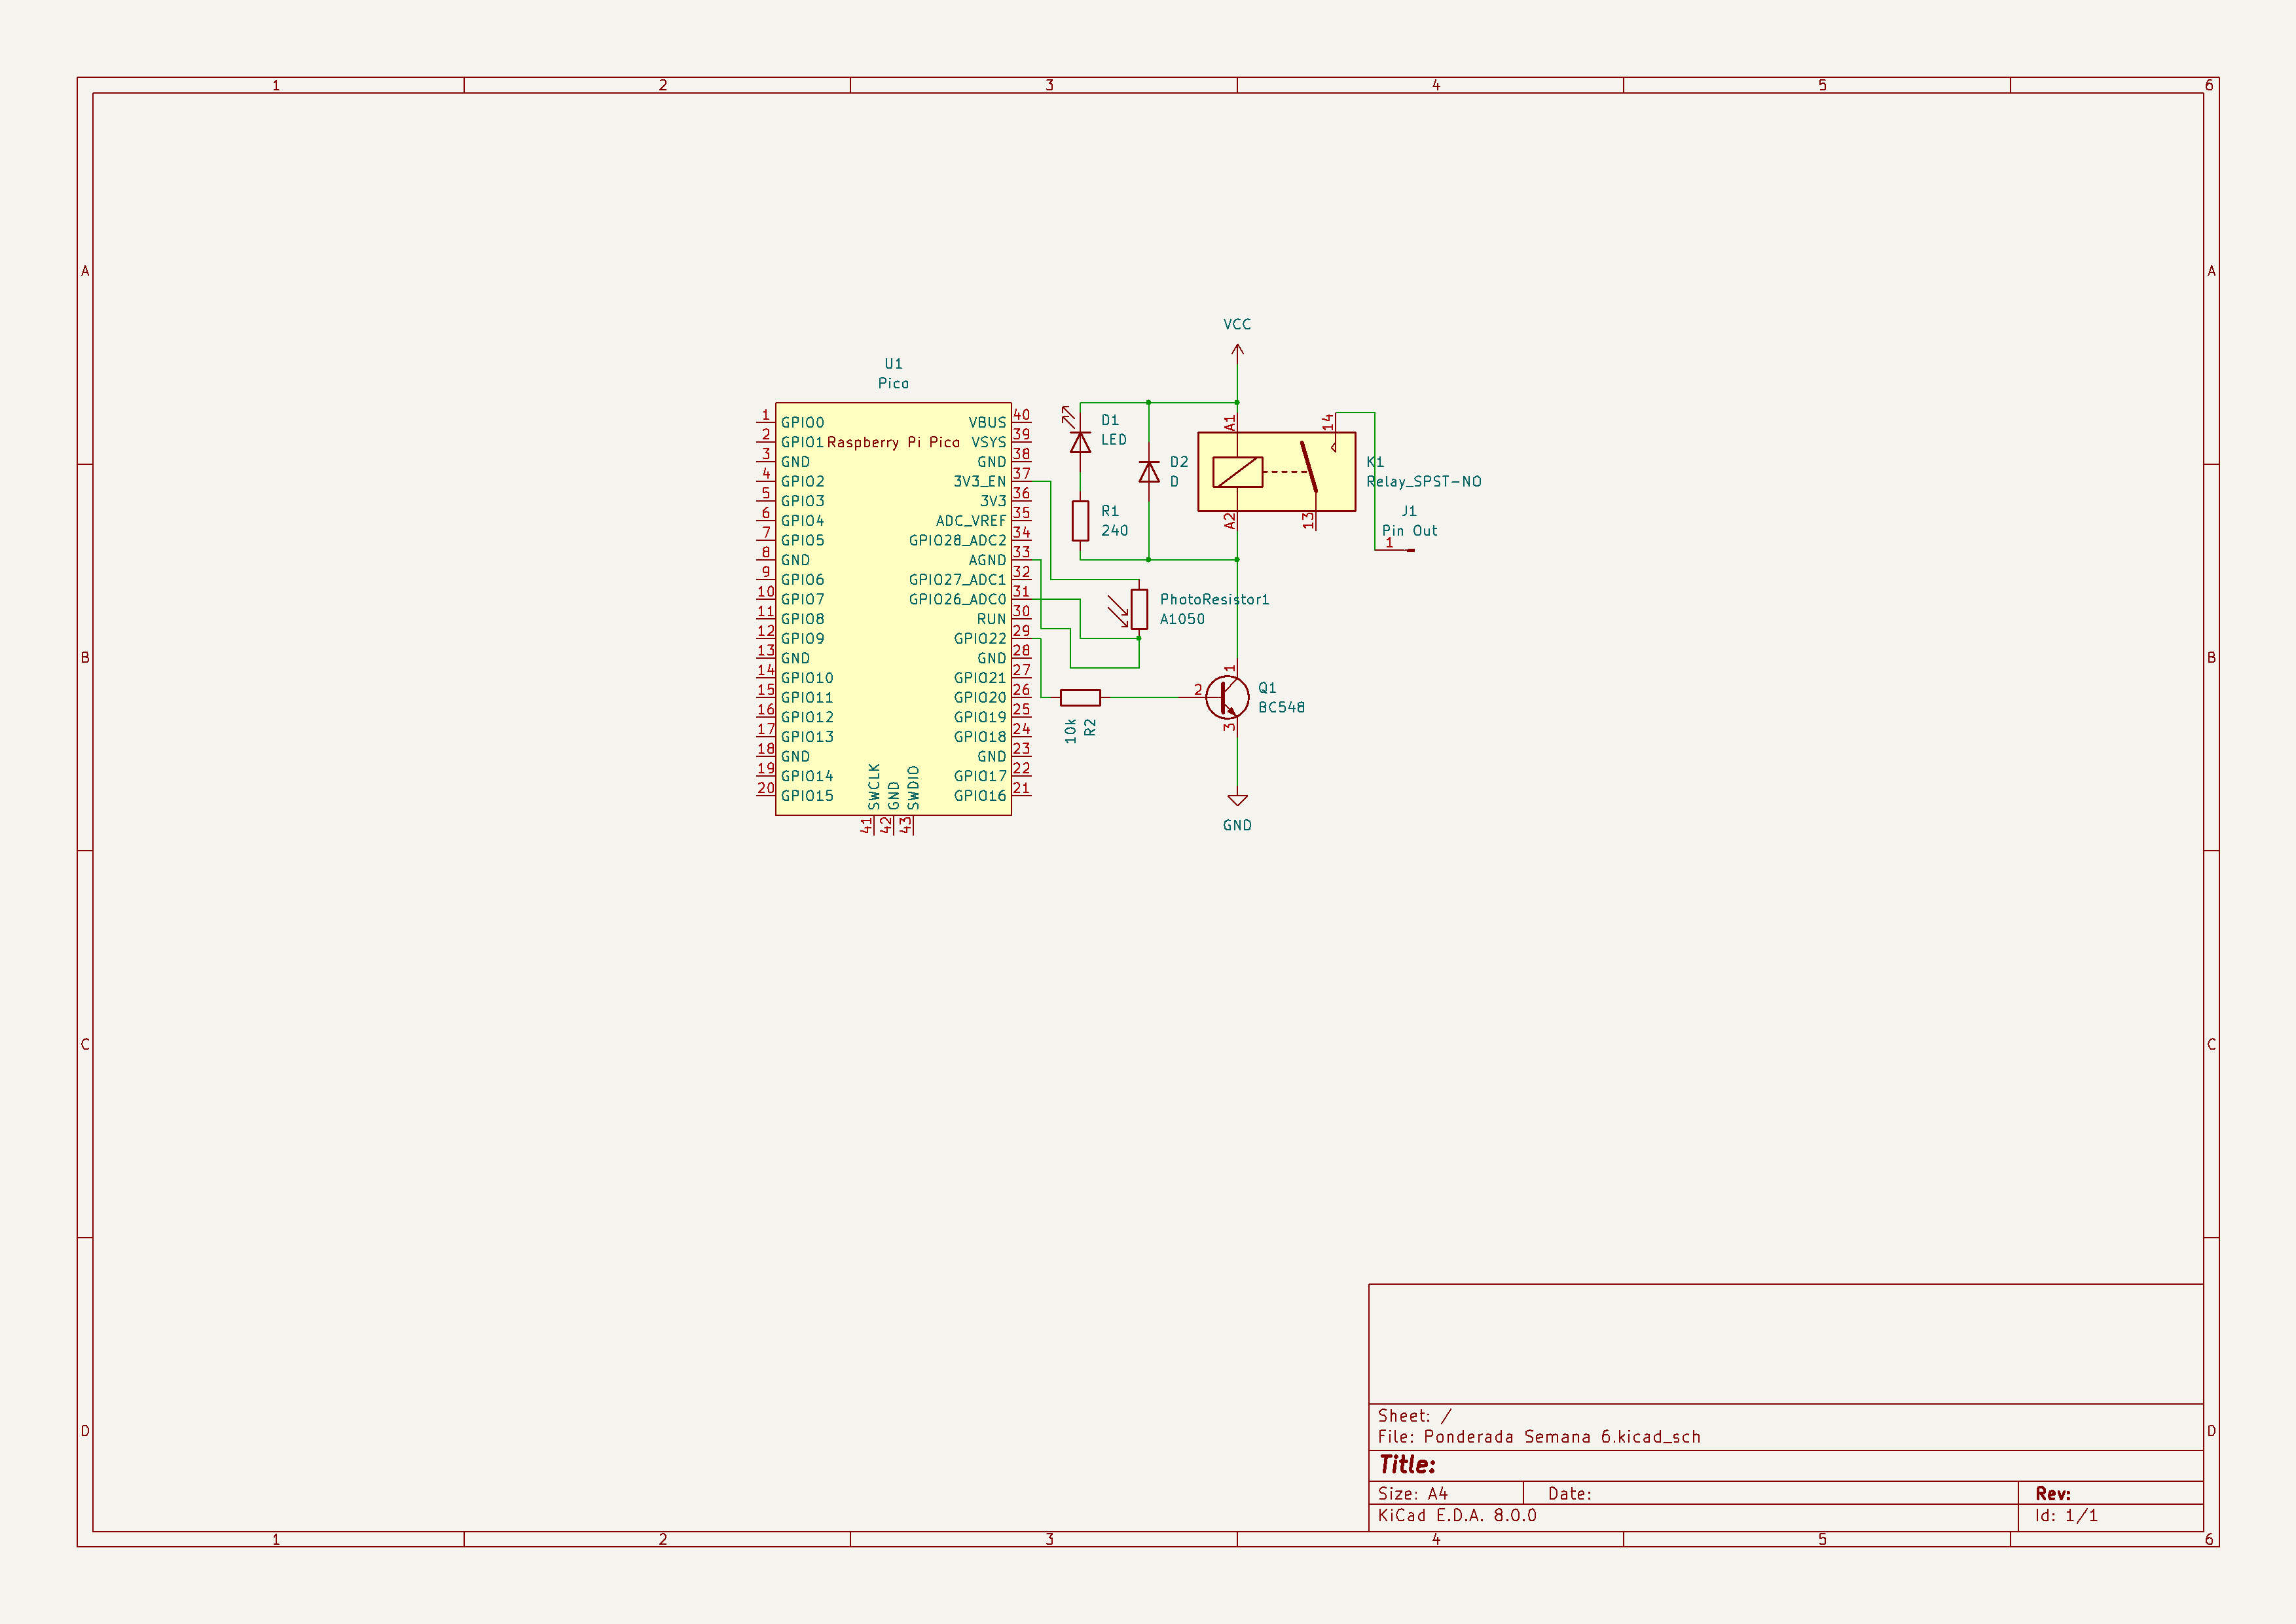 1 2 3 4 5 6
A A
B B
C C
D D
1 2 3 4 5 6
U1
Pico
Raspberry Pi Pico
1 GPIO0
2 GPIO1
3 GND
4 GPIO2
5 GPIO3
6 GPIO4
7 GPIO5
8 GND
9 GPIO6
10 GPIO7
11 GPIO8
12 GPIO9
13 GND
14 GPIO10
15 GPIO11
16 GPIO12
17 GPIO13
18 GND
19 GPIO14
20 GPIO15
VBUS 40
VSYS 39
GND 38
3V3_EN 37
3V3 36
ADC_VREF 35
GPIO28_ADC2 34
AGND 33
GPIO27_ADC1 32
GPIO26_ADC0 31
RUN 30
GPIO22 29
GND 28
GPIO21 27
GPIO20 26
GPIO19 25
GPIO18 24
GND 23
GPIO17 22
GPIO16 21
SWCLK 41
GND 42
SWDIO 43
VCC
D1
LED
D2
D
R1
240
A1
A2
14
13
K1
Relay_SPST-NO
J1
Pin Out
1
PhotoResistor1
A1050
10k
R2
1
2
3
Q1
BC548
GND
Sheet: /
File: Ponderada Semana 6.kicad_sch
Title:
Size: A4 Date: Rev:
KiCad E.D.A. 8.0.0 Id: 1/1